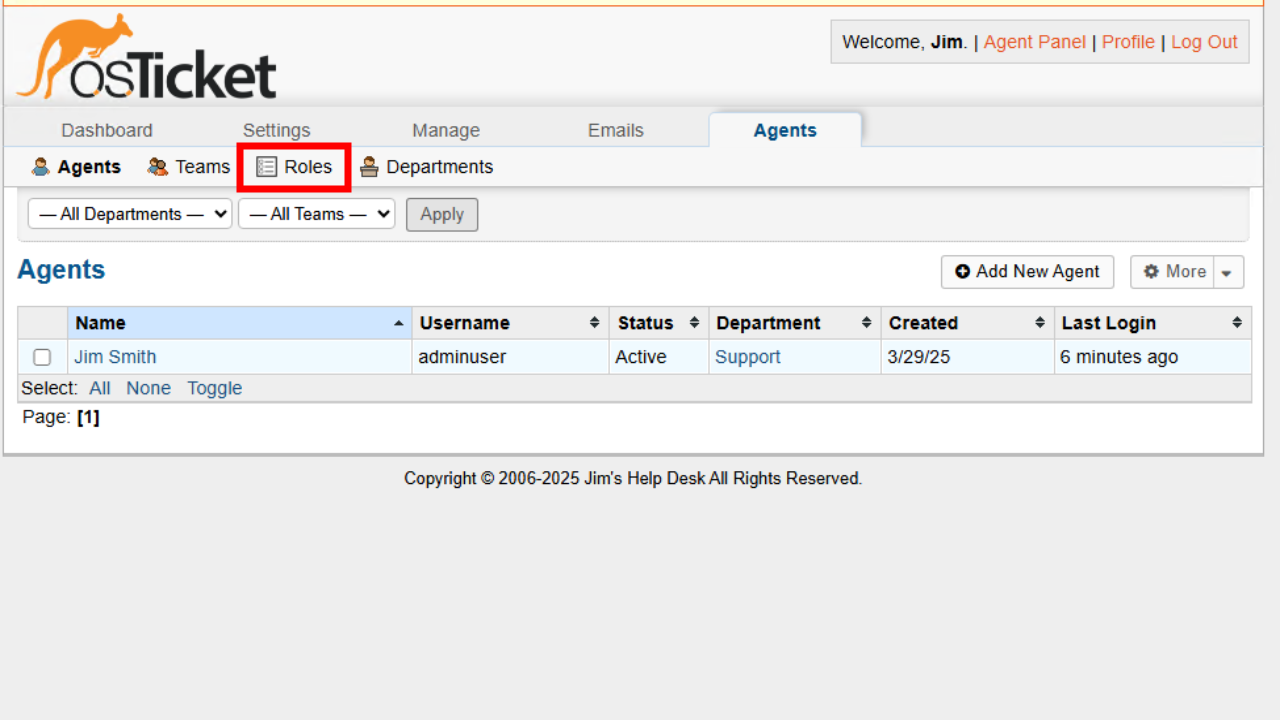 osTicket
Welcome, Jim. | Agent Panel | Profile | Log Out
Dashboard Settings Manage Emails Agents
Agents Teams Roles Departments
— All Departments — — All Teams — Apply
Agents
Add New Agent More
Name Username Status Department Created Last Login
Jim Smith adminuser Active Support 3/29/25 6 minutes ago
Select: All None Toggle
Page: [1]
Copyright © 2006-2025 Jim's Help Desk All Rights Reserved.